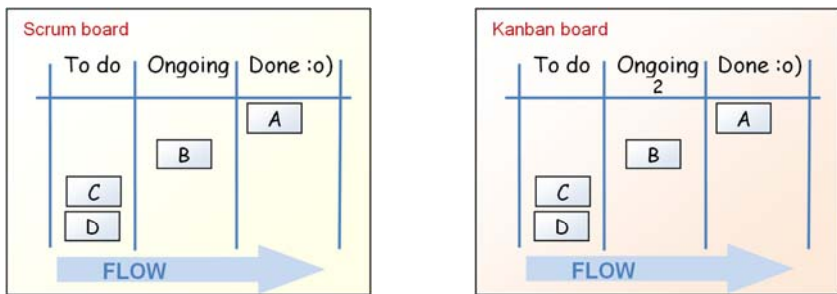 Scrum board
To do Ongoing Done :o)
A
B
C
D
FLOW
Kanban board
To do Ongoing Done :o)
2
A
B
C
D
FLOW